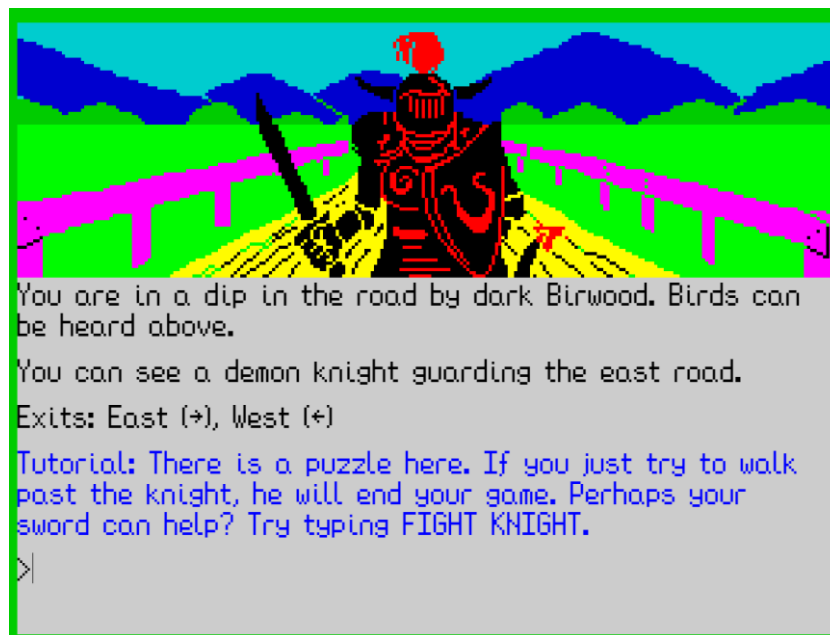 You are in a dip in the road by dark Birwood. Birds can
be heard above.
You can see a demon knight guarding the east road.
Exits: East (→), West (←)
Tutorial: There is a puzzle here. If you just try to walk
past the knight, he will end your game. Perhaps your
sword can help? Try typing FIGHT KNIGHT.
>